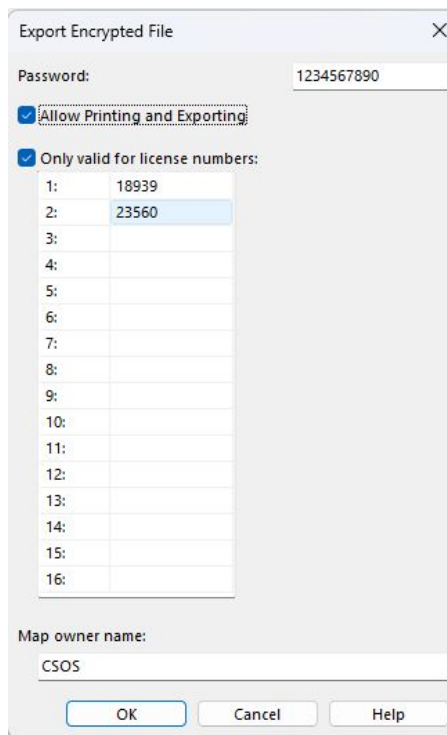 Export Encrypted File
Password: 1234567890
Allow Printing and Exporting
Only valid for license numbers:
1: 18939
2: 23560
3:
4:
5:
6:
7:
8:
9:
10:
11:
12:
13:
14:
15:
16:
Map owner name:
CSOS
OK Cancel Help